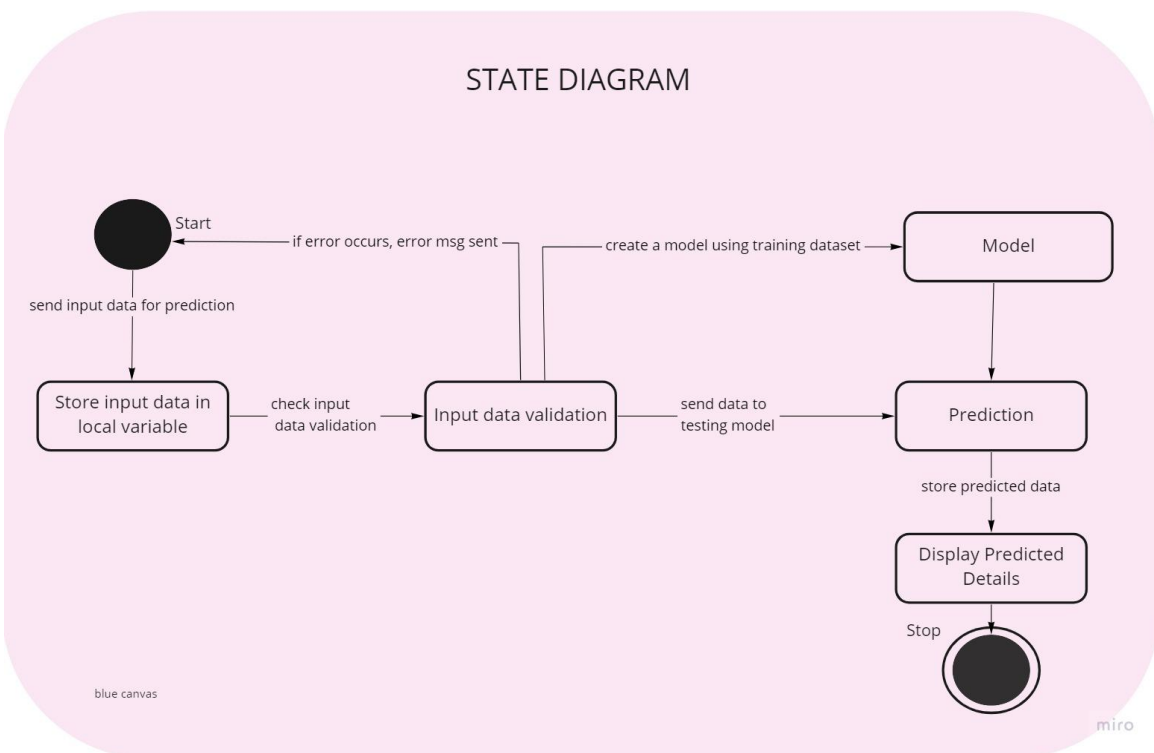 STATE DIAGRAM
Start
if error occurs, error msg sent
create a model using training dataset
Model
send input data for prediction
Store input data in
local variable
check input
data validation
Input data validation
send data to
testing model
Prediction
store predicted data
Display Predicted
Details
Stop
blue canvas
miro